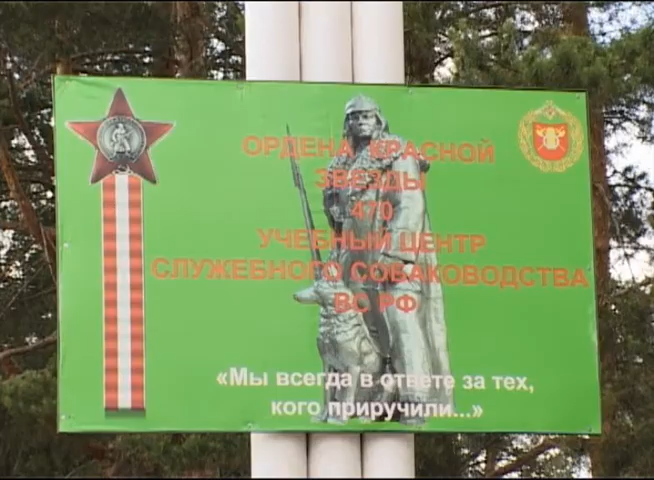 ОРДЕНА КРАСНОЙ
ЗВЕЗДЫ
470
УЧЕБНЫЙ ЦЕНТР
СЛУЖЕБНОГО СОБАКОВОДСТВА
ВС РФ
«Мы всегда в ответе за тех,
кого приручили...»